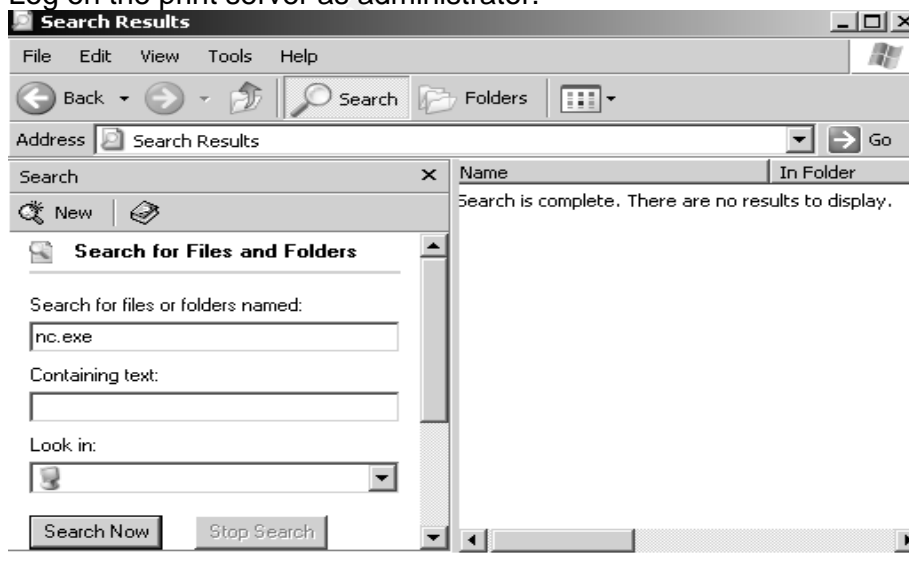 Log on the print server as administrator.
Search Results
File Edit View Tools Help
Back Search Folders
Address Search Results Go
Search Name In Folder
New Search is complete. There are no results to display.
Search for Files and Folders
Search for files or folders named:
nc.exe
Containing text:
Look in:
Search Now Stop Search